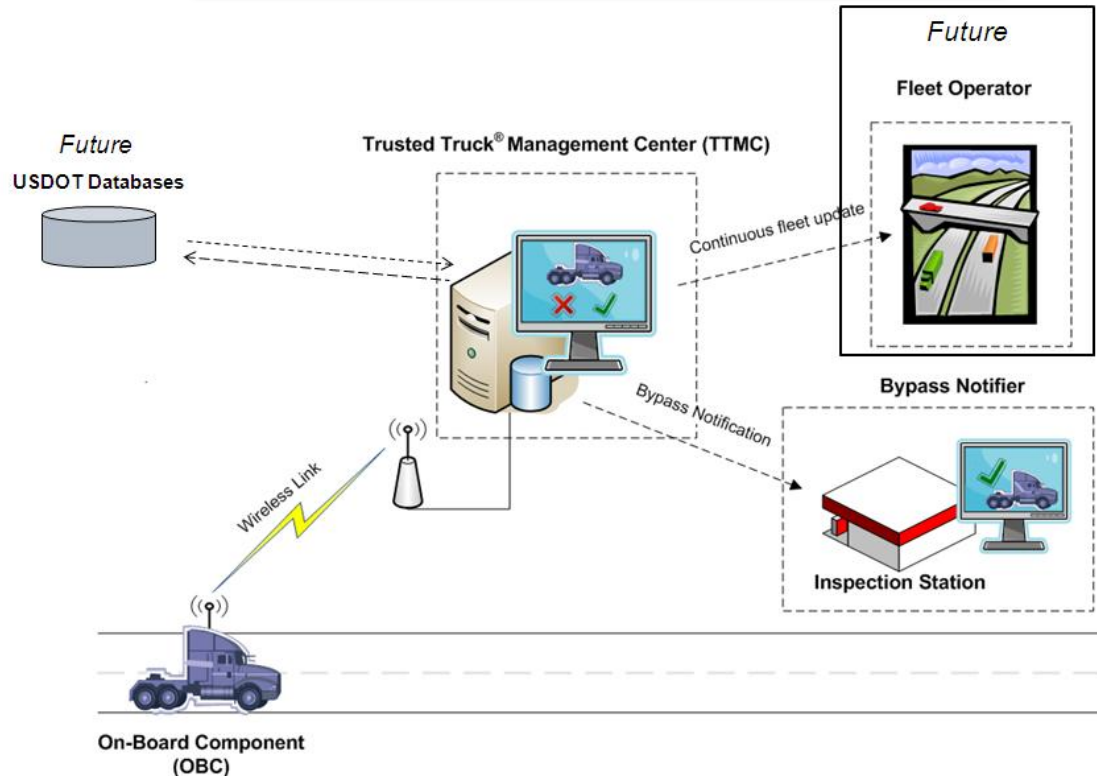 Future
Fleet Operator
Future
USDOT Databases
Trusted Truck® Management Center (TTMC)
Continuous fleet update
Bypass Notifier
Bypass Notification
Wireless Link
Inspection Station
On-Board Component
(OBC)